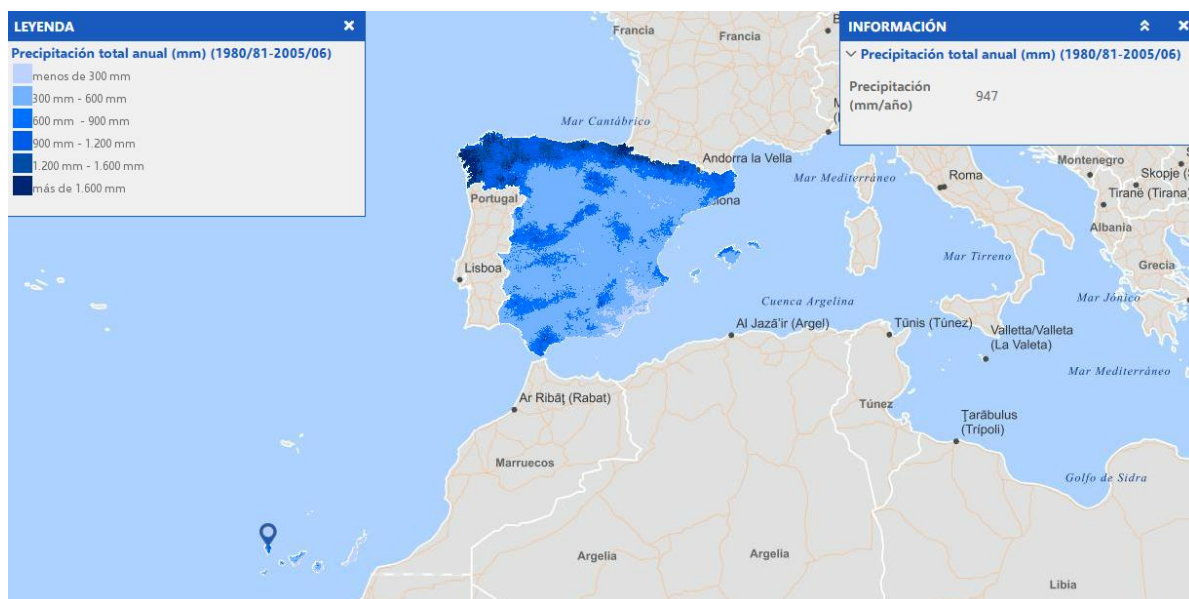 LEYENDA
Precipitación total anual (mm) (1980/81-2005/06)
menos de 300 mm
300 mm - 600 mm
600 mm - 900 mm
900 mm - 1.200 mm
1.200 mm - 1.600 mm
más de 1.600 mm
INFORMACIÓN
Precipitación total anual (mm) (1980/81-2005/06)
Precipitación
(mm/año)
947
Francia
Francia
Mar Cantábrico
Andorra la Vella
Mar Mediterráneo
Roma
Montenegro
Skopje (S
Tiranë (Tirana)
Albania
Portugal
lona
Mar Tirreno
Grecia
Lisboa
Cuenca Argelina
Mar Jónico
Al Jazā'ir (Argel)
Tūnis (Túnez)
Valletta/Valleta
(La Valeta)
Mar Mediterráneo
Ar Ribāţ (Rabat)
Túnez
Ţarābulus
(Trípoli)
Marruecos
Golfo de Sidra
Argelia
Argelia
Libia